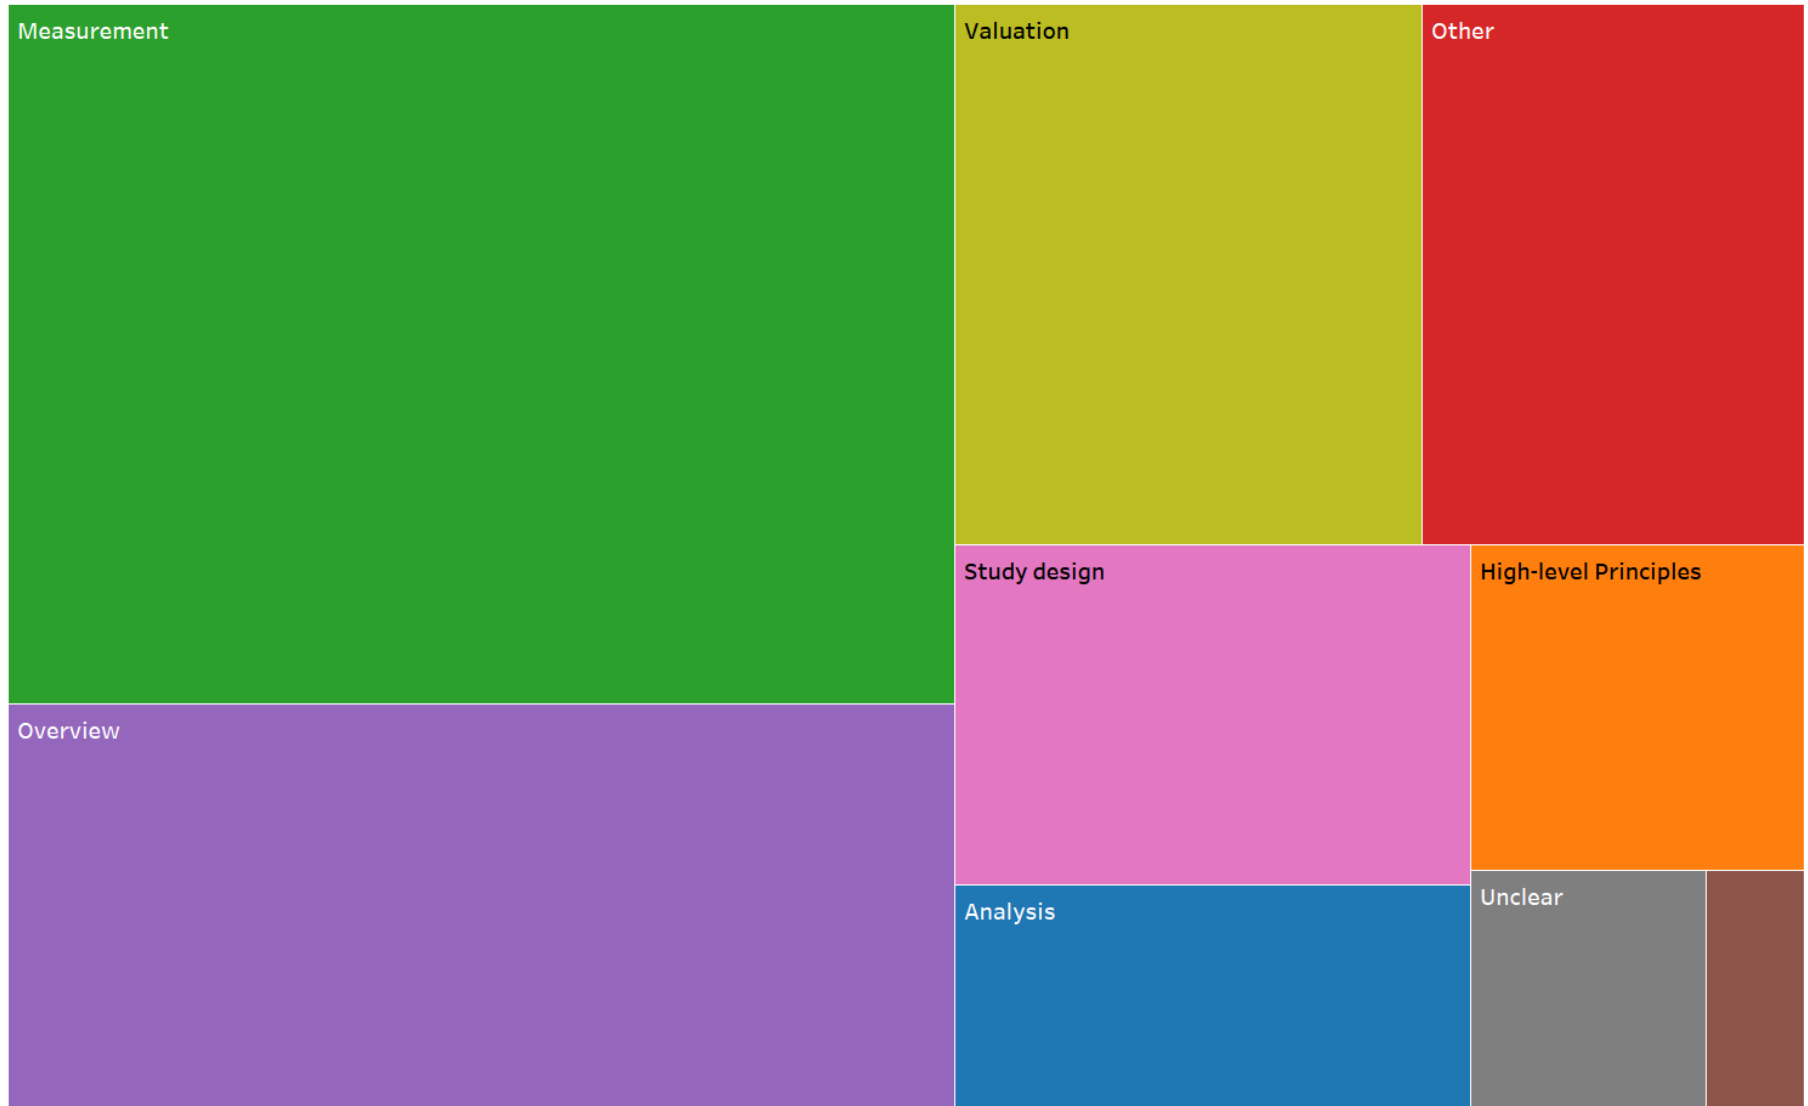 Measurement
Valuation
Other
Study design
High-level Principles
Overview
Unclear
Analysis